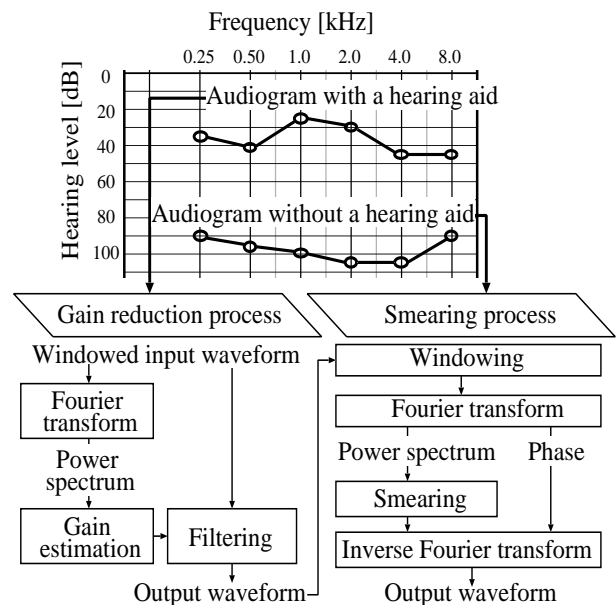 Frequency [kHz]
0.25 0.50 1.0 2.0 4.0 8.0
Hearing level [dB]
0
20
40
60
80
100
Audiogram with a hearing aid
Audiogram without a hearing aid
Gain reduction process
Windowed input waveform
Fourier
transform
Power
spectrum
Gain
estimation
Filtering
Output waveform
Smearing process
Windowing
Fourier transform
Power spectrum
Phase
Smearing
Inverse Fourier transform
Output waveform